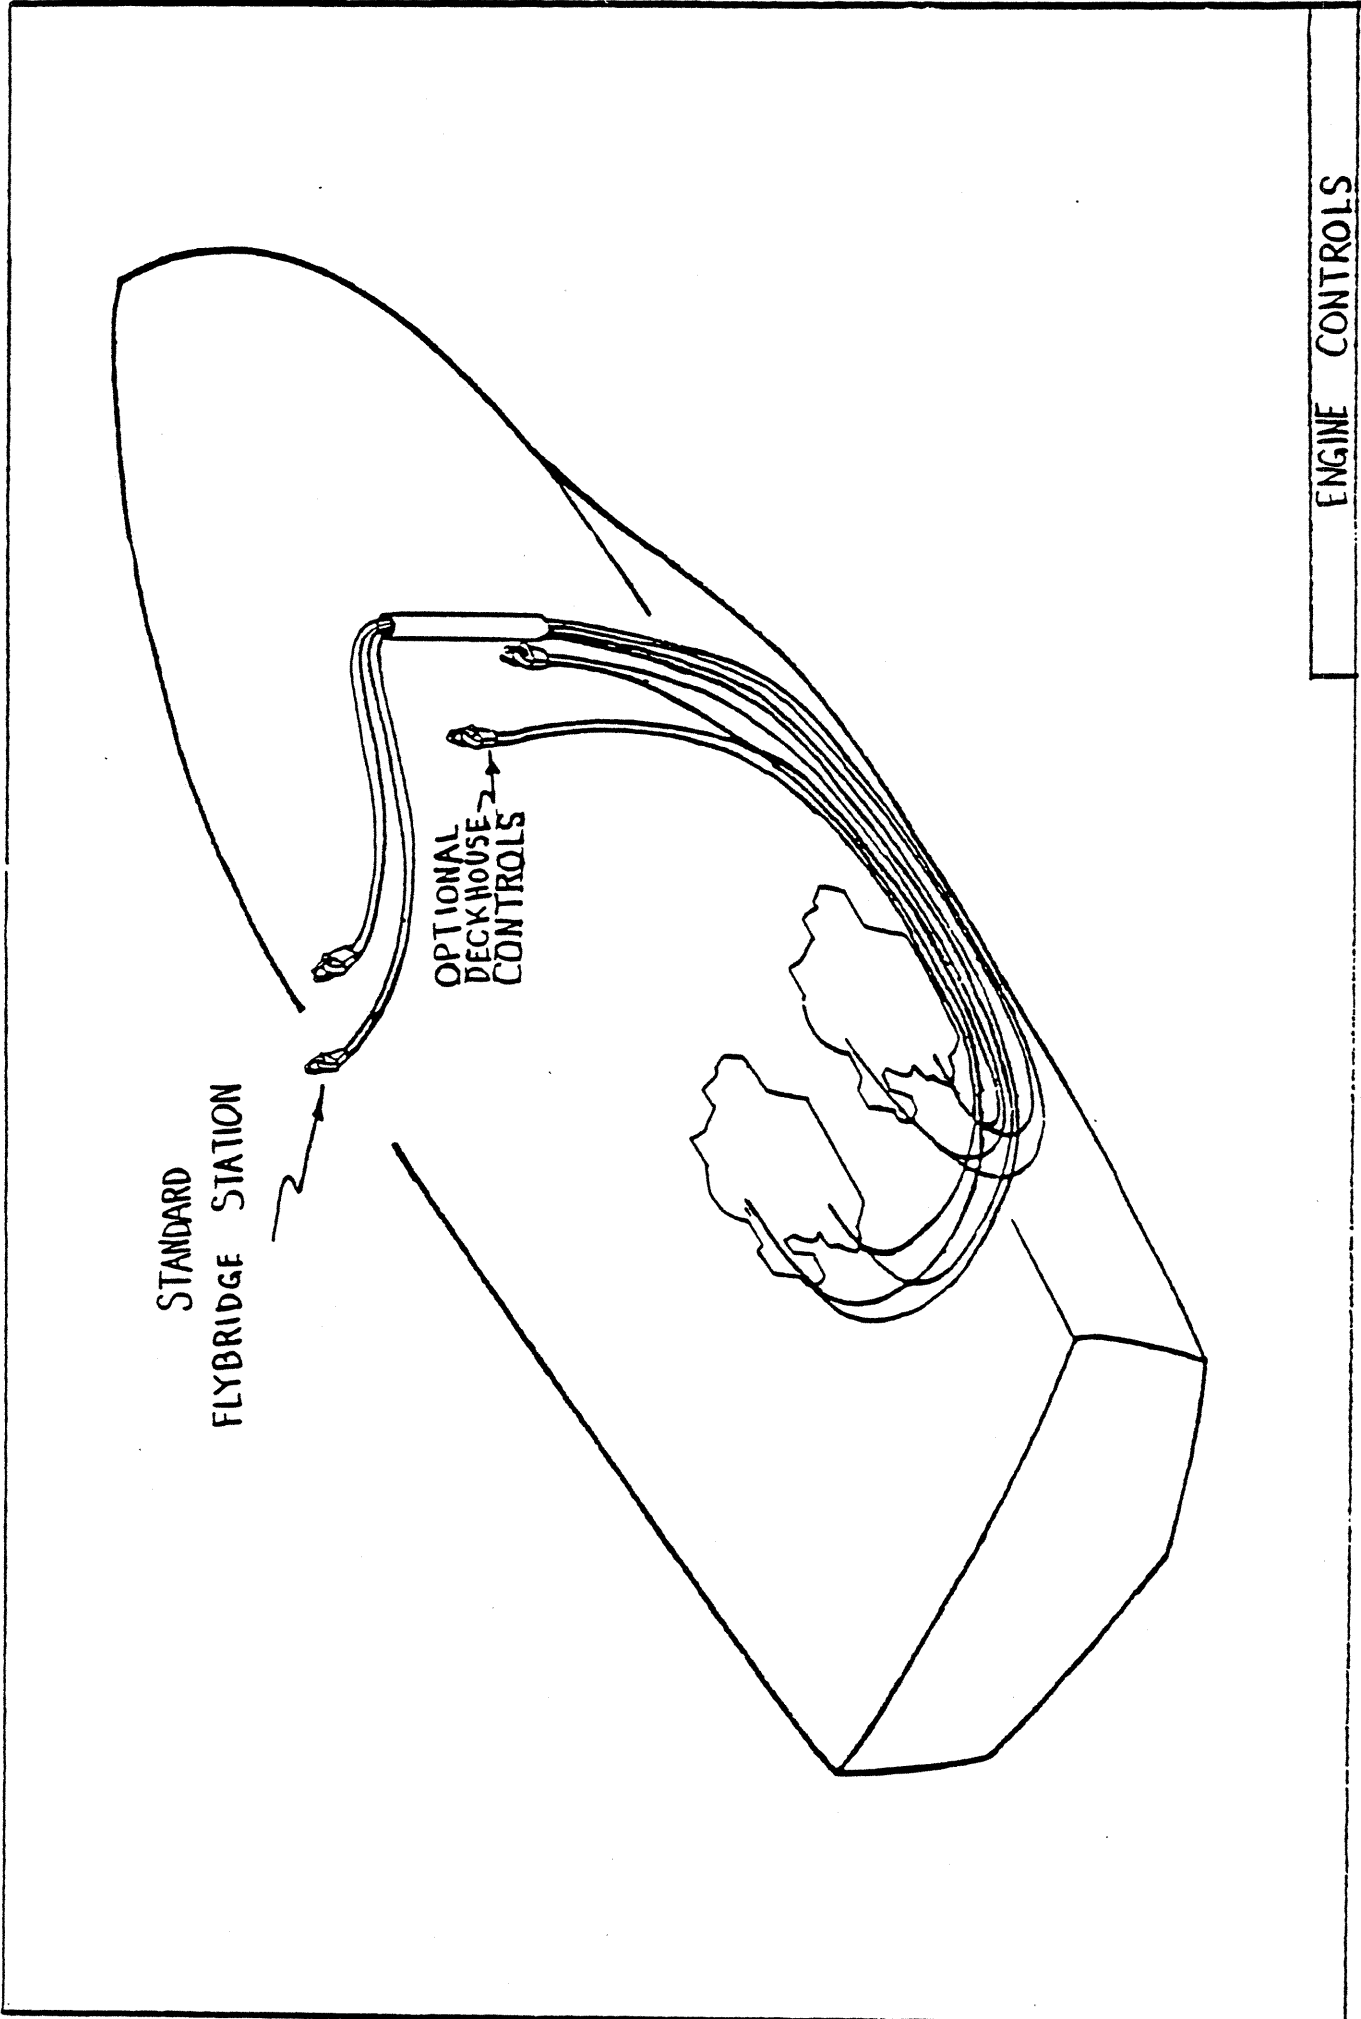 STANDARD
FLYBRIDGE STATION
OPTIONAL
DECKHOUSE
CONTROLS
ENGINE CONTROLS